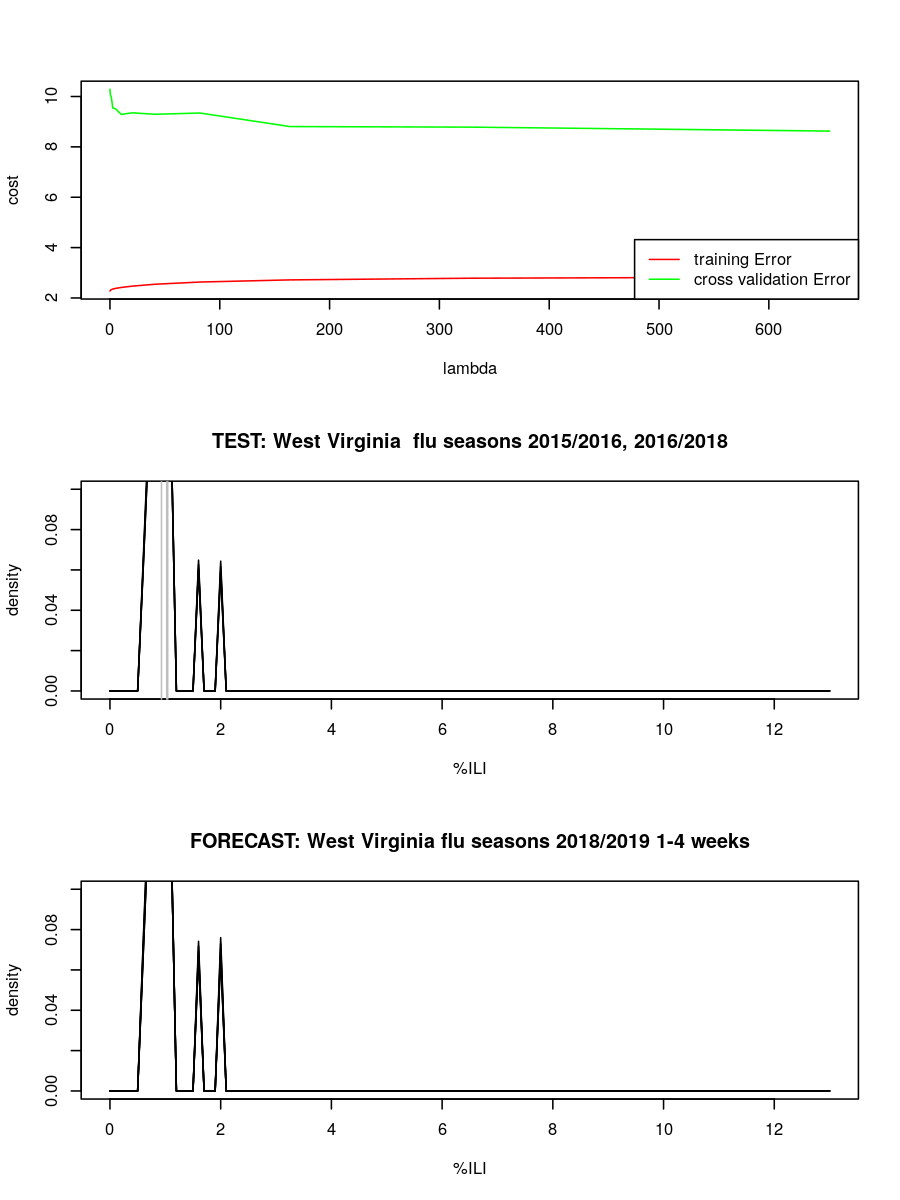 10
8
6
4
2
cost
training Error
cross validation Error
0 100 200 300 400 500 600
lambda
TEST: West Virginia  flu seasons 2015/2016, 2016/2018
0.08
0.04
0.00
density
0 2 4 6 8 10 12
%ILI
FORECAST: West Virginia flu seasons 2018/2019 1-4 weeks
0.08
0.04
0.00
density
0 2 4 6 8 10 12
%ILI